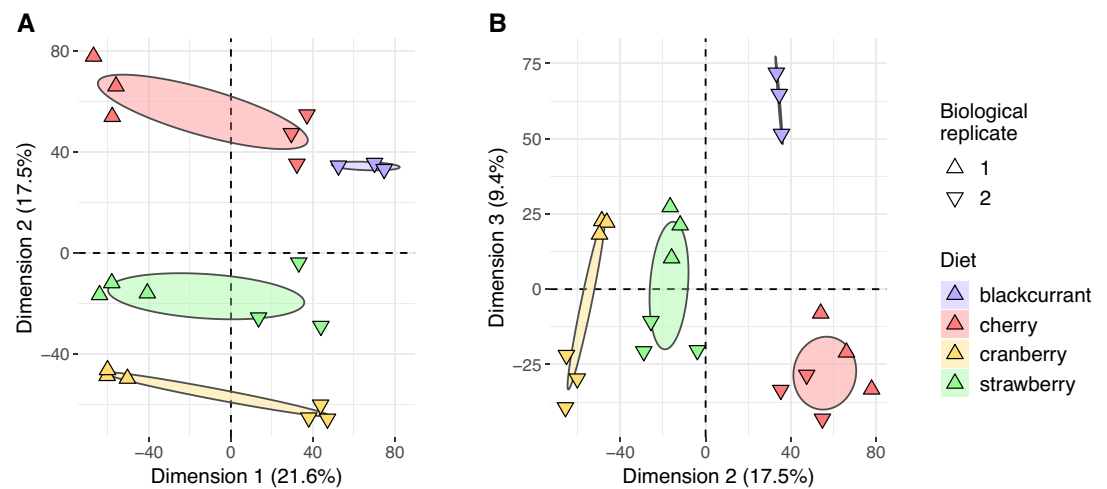 A
80
40
0
−40
−40
0
40
80
Dimension 1 (21.6%)
Dimension 2 (17.5%)
B
75
50
25
0
−25
−40
0
40
80
Dimension 2 (17.5%)
Dimension 3 (9.4%)
Biological
replicate
1
2
Diet
blackcurrant
cherry
cranberry
strawberry